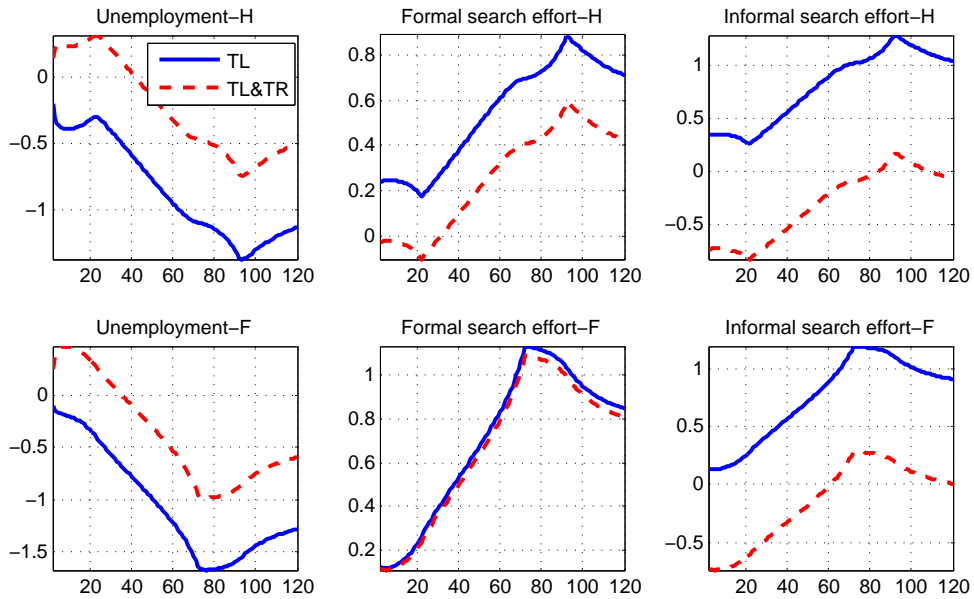 Unemployment−H
Formal search effort−H
Informal search effort−H
TL
TL&TR
0
−0.5
−1
20 40 60 80 100 120
0.8
0.6
0.4
0.2
0
20 40 60 80 100 120
1
0.5
0
−0.5
20 40 60 80 100 120
Unemployment−F
Formal search effort−F
Informal search effort−F
0
−0.5
−1
−1.5
20 40 60 80 100 120
1
0.8
0.6
0.4
0.2
20 40 60 80 100 120
1
0.5
0
−0.5
20 40 60 80 100 120